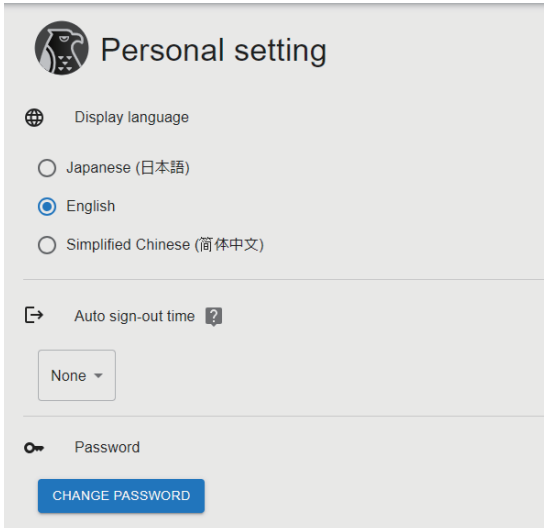 Personal setting
Display language
Japanese (日本語)
English
Simplified Chinese (简体中文)
Auto sign-out time ?
None
Password
CHANGE PASSWORD